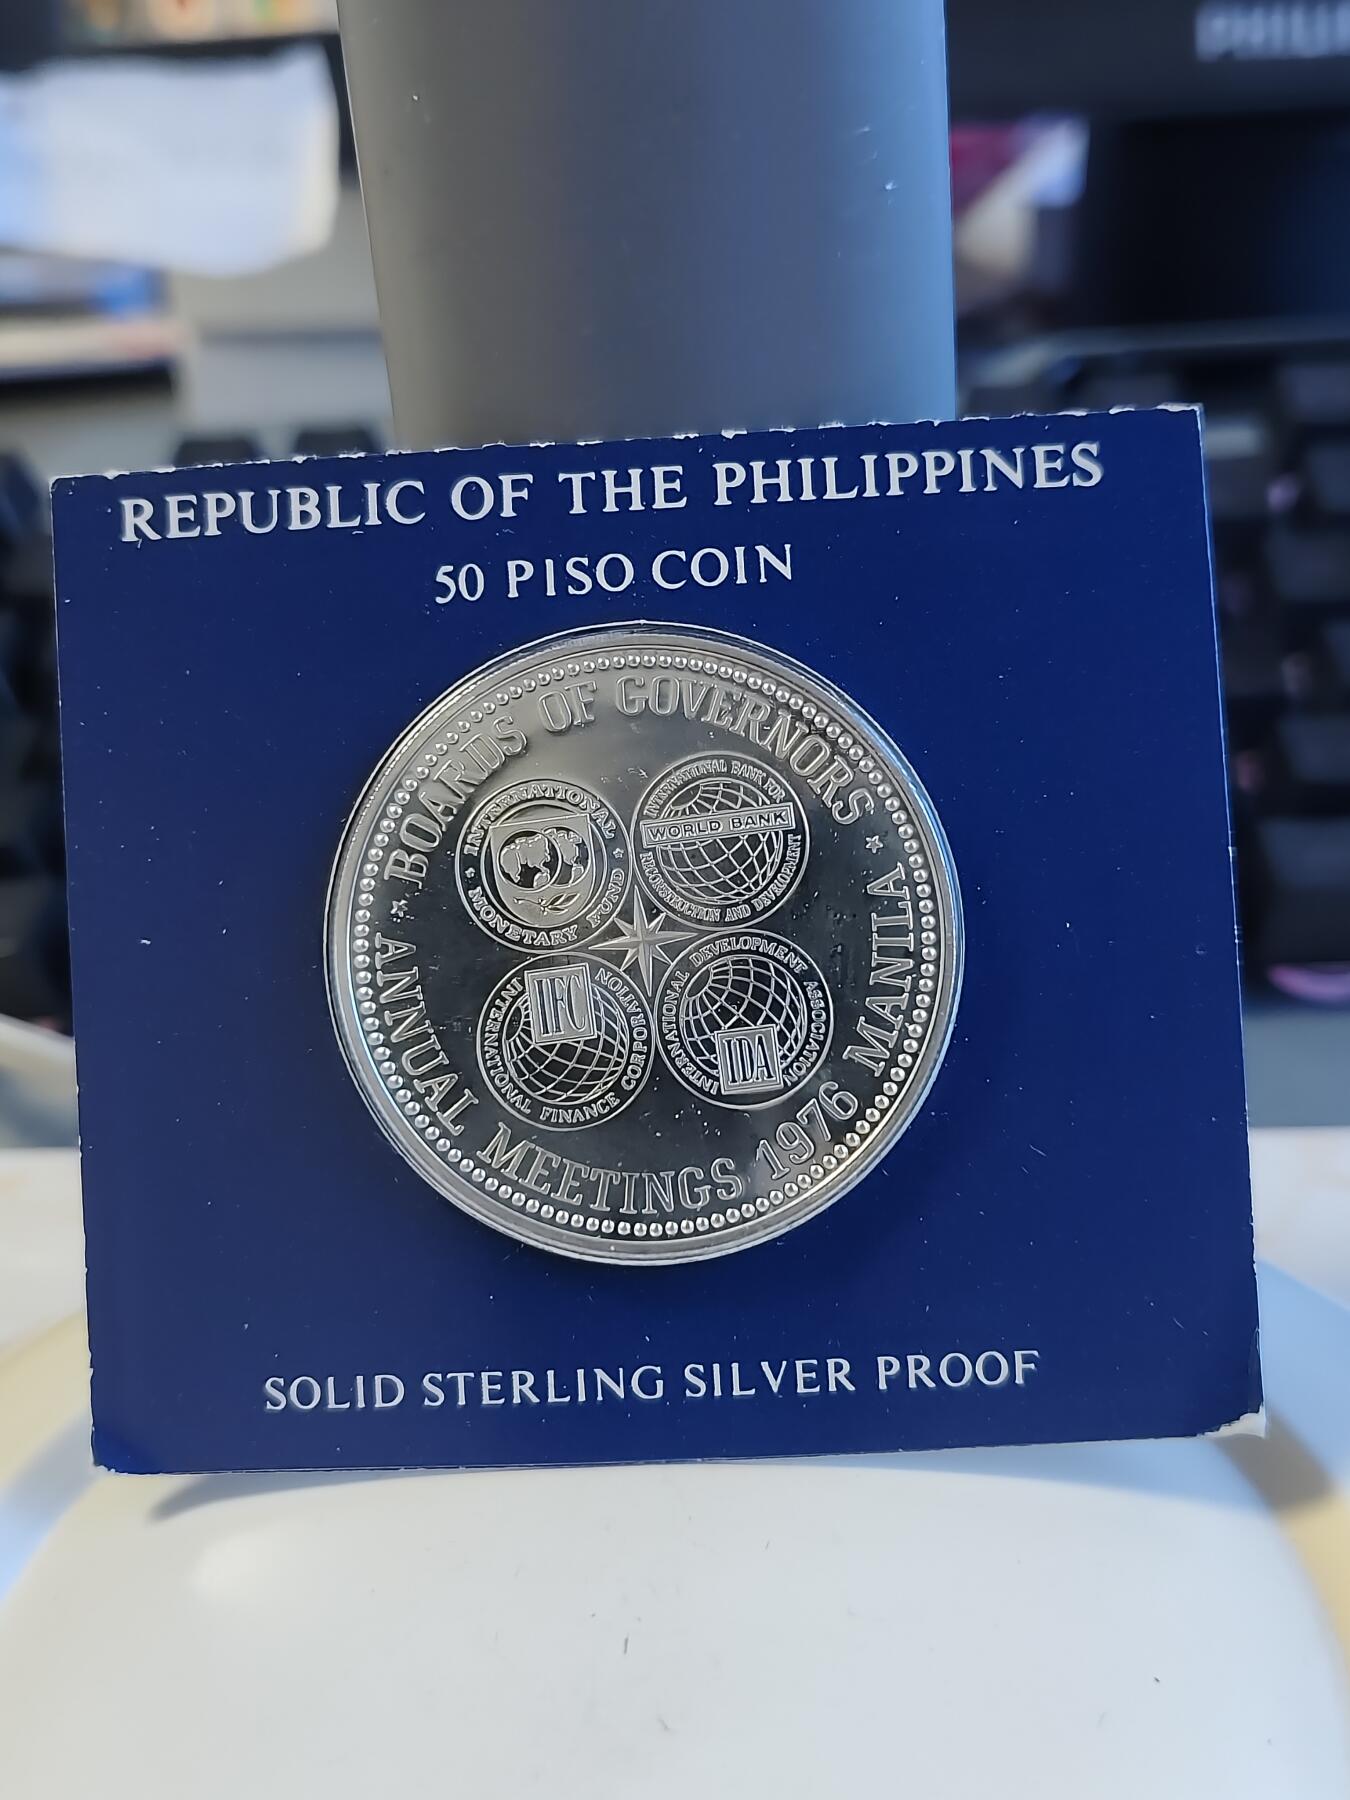 PHILI
REPUBLIC OF THE PHILIPPINES
50 PISO COIN
BOARDS OF GOVERNORS
INTERNATIONAL MONETARY FUND
INTERNATIONAL BANK FOR RECONSTRUCTION AND DEVELOPMENT
WORLD BANK
INTERNATIONAL FINANCE CORPORATION
IFC
INTERNATIONAL DEVELOPMENT ASSOCIATION
IDA
ANNUAL MEETINGS 1976 MANILA
SOLID STERLING SILVER PROOF